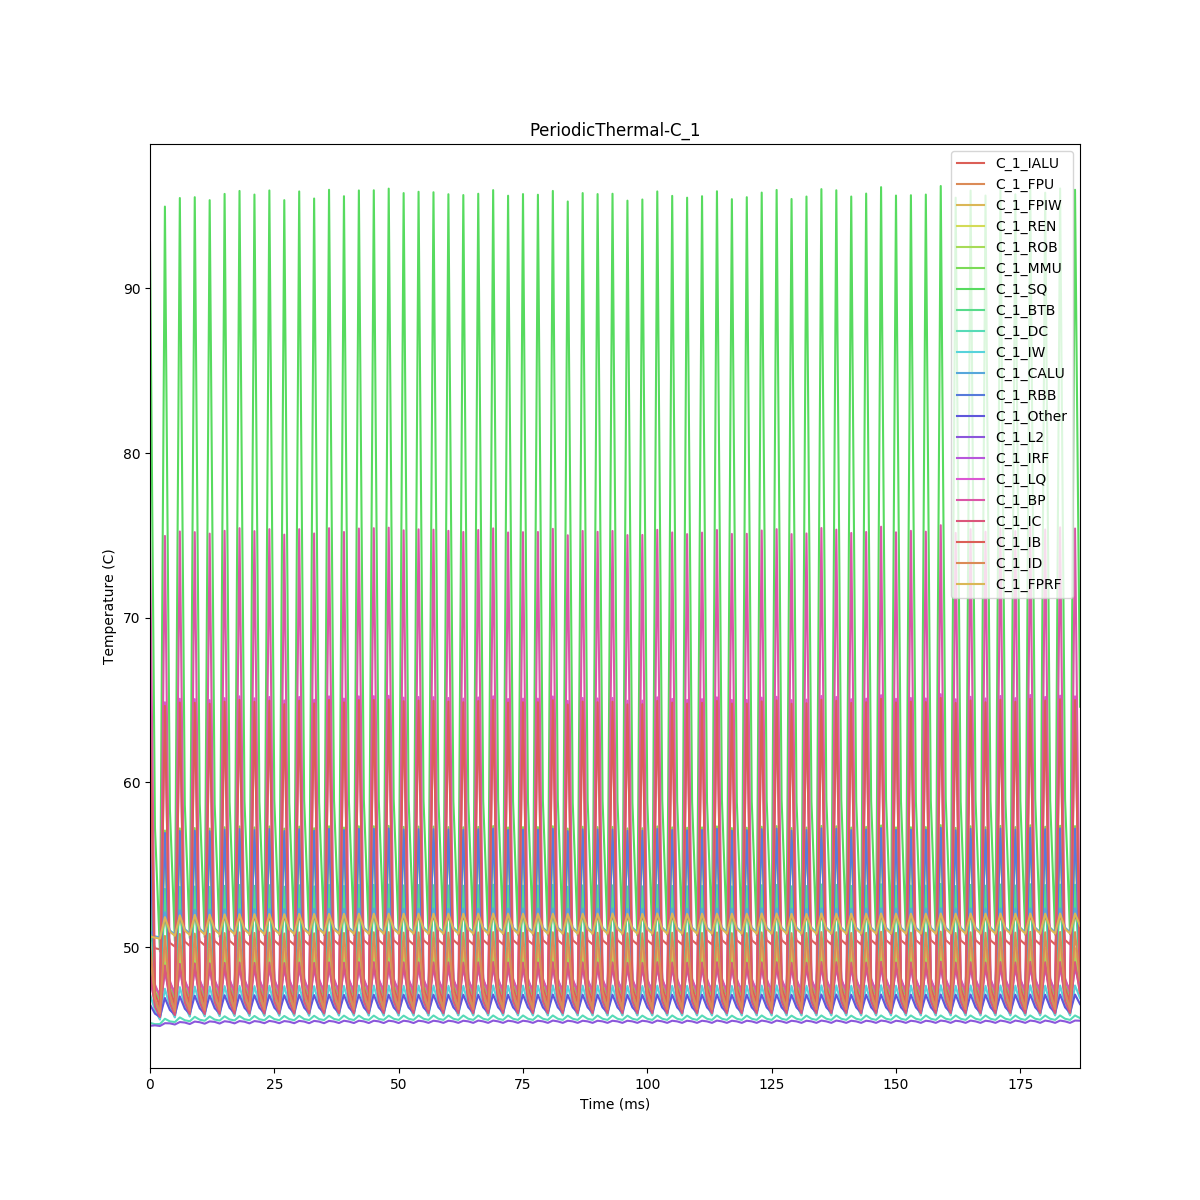 PeriodicThermal-C_1
C_1_IALU
C_1_FPU
C_1_FPIW
C_1_REN
C_1_ROB
C_1_MMU
C_1_SQ
C_1_BTB
C_1_DC
C_1_IW
C_1_CALU
C_1_RBB
C_1_Other
C_1_L2
C_1_IRF
C_1_LQ
C_1_BP
C_1_IC
C_1_IB
C_1_ID
C_1_FPRF
90
80
70
60
50
Temperature (C)
0 25 50 75 100 125 150 175
Time (ms)